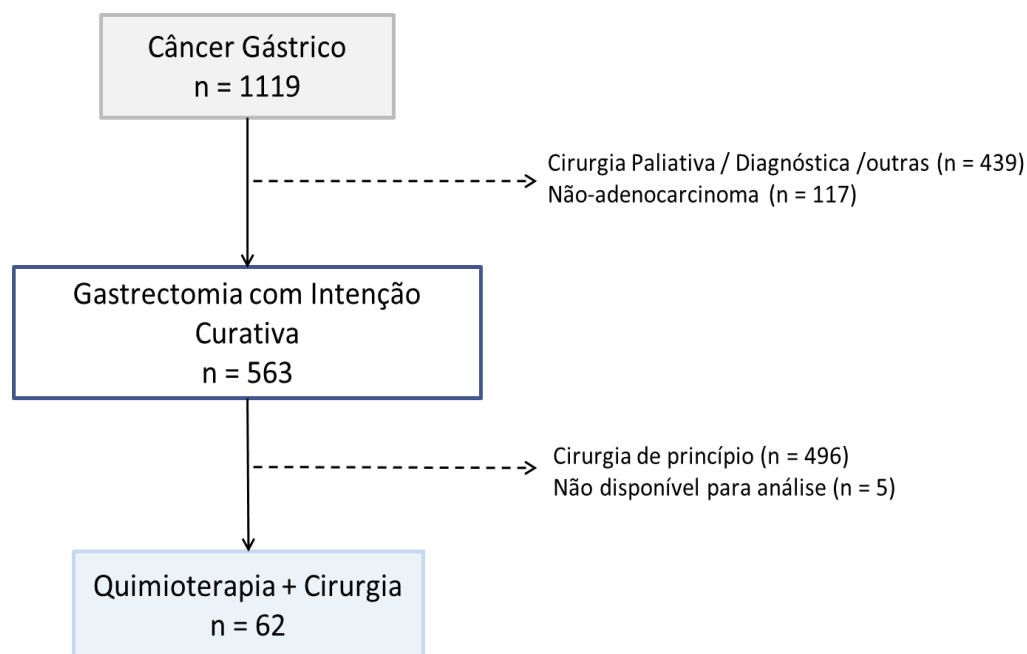 Câncer Gástrico
n = 1119
Cirurgia Paliativa / Diagnóstica /outras (n = 439)
Não-adenocarcinoma (n = 117)
Gastrectomia com Intenção
Curativa
n = 563
Cirurgia de princípio (n = 496)
Não disponível para análise (n = 5)
Quimioterapia + Cirurgia
n = 62